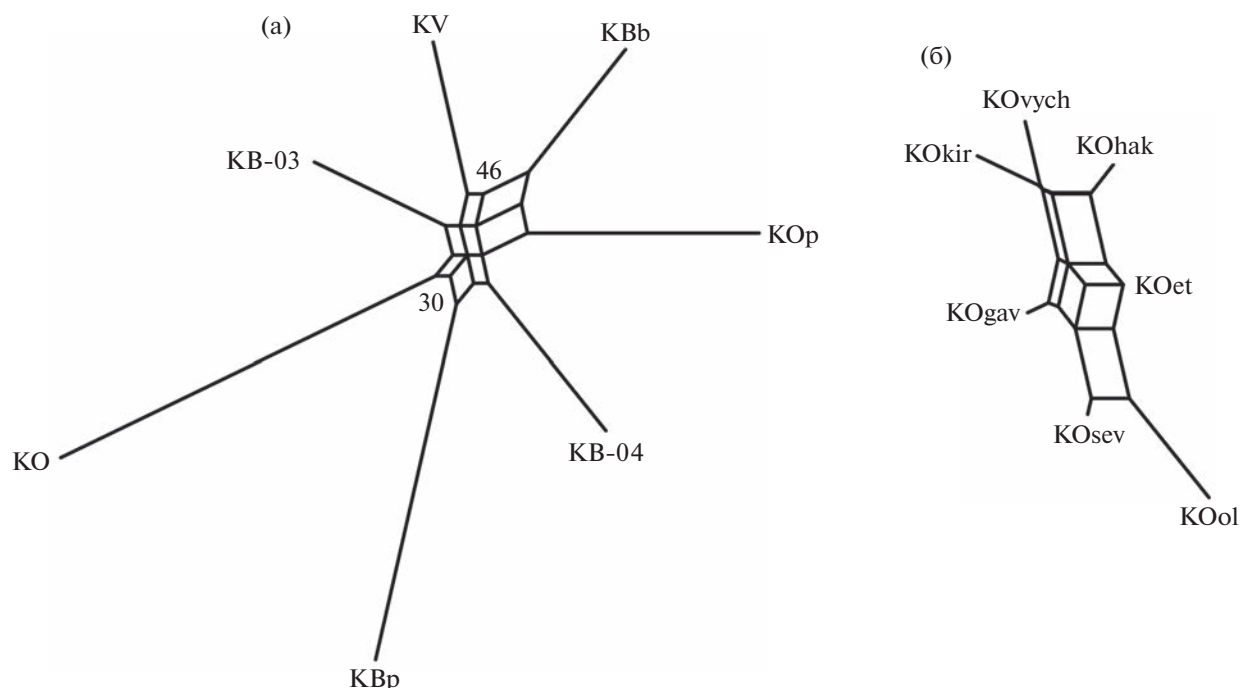 (а)
KV
KBb
KB-03
46
KOp
30
KO
KB-04
KBp
(б)
KOvych
KOkir
KOhak
KOet
KOgav
KOsev
KOol